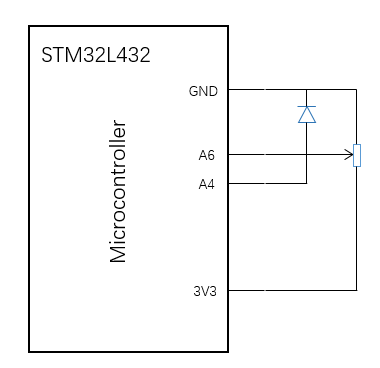 STM32L432
GND
Microcontroller
A6
A4
3V3